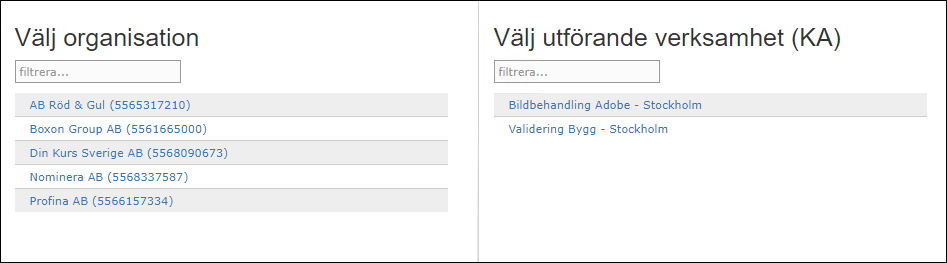 Välj organisation
filtrera...
AB Röd & Gul (5565317210)
Boxon Group AB (5561665000)
Din Kurs Sverige AB (5568090673)
Nominera AB (5568337587)
Profina AB (5566157334)
Välj utförande verksamhet (KA)
filtrera...
Bildbehandling Adobe - Stockholm
Validering Bygg - Stockholm